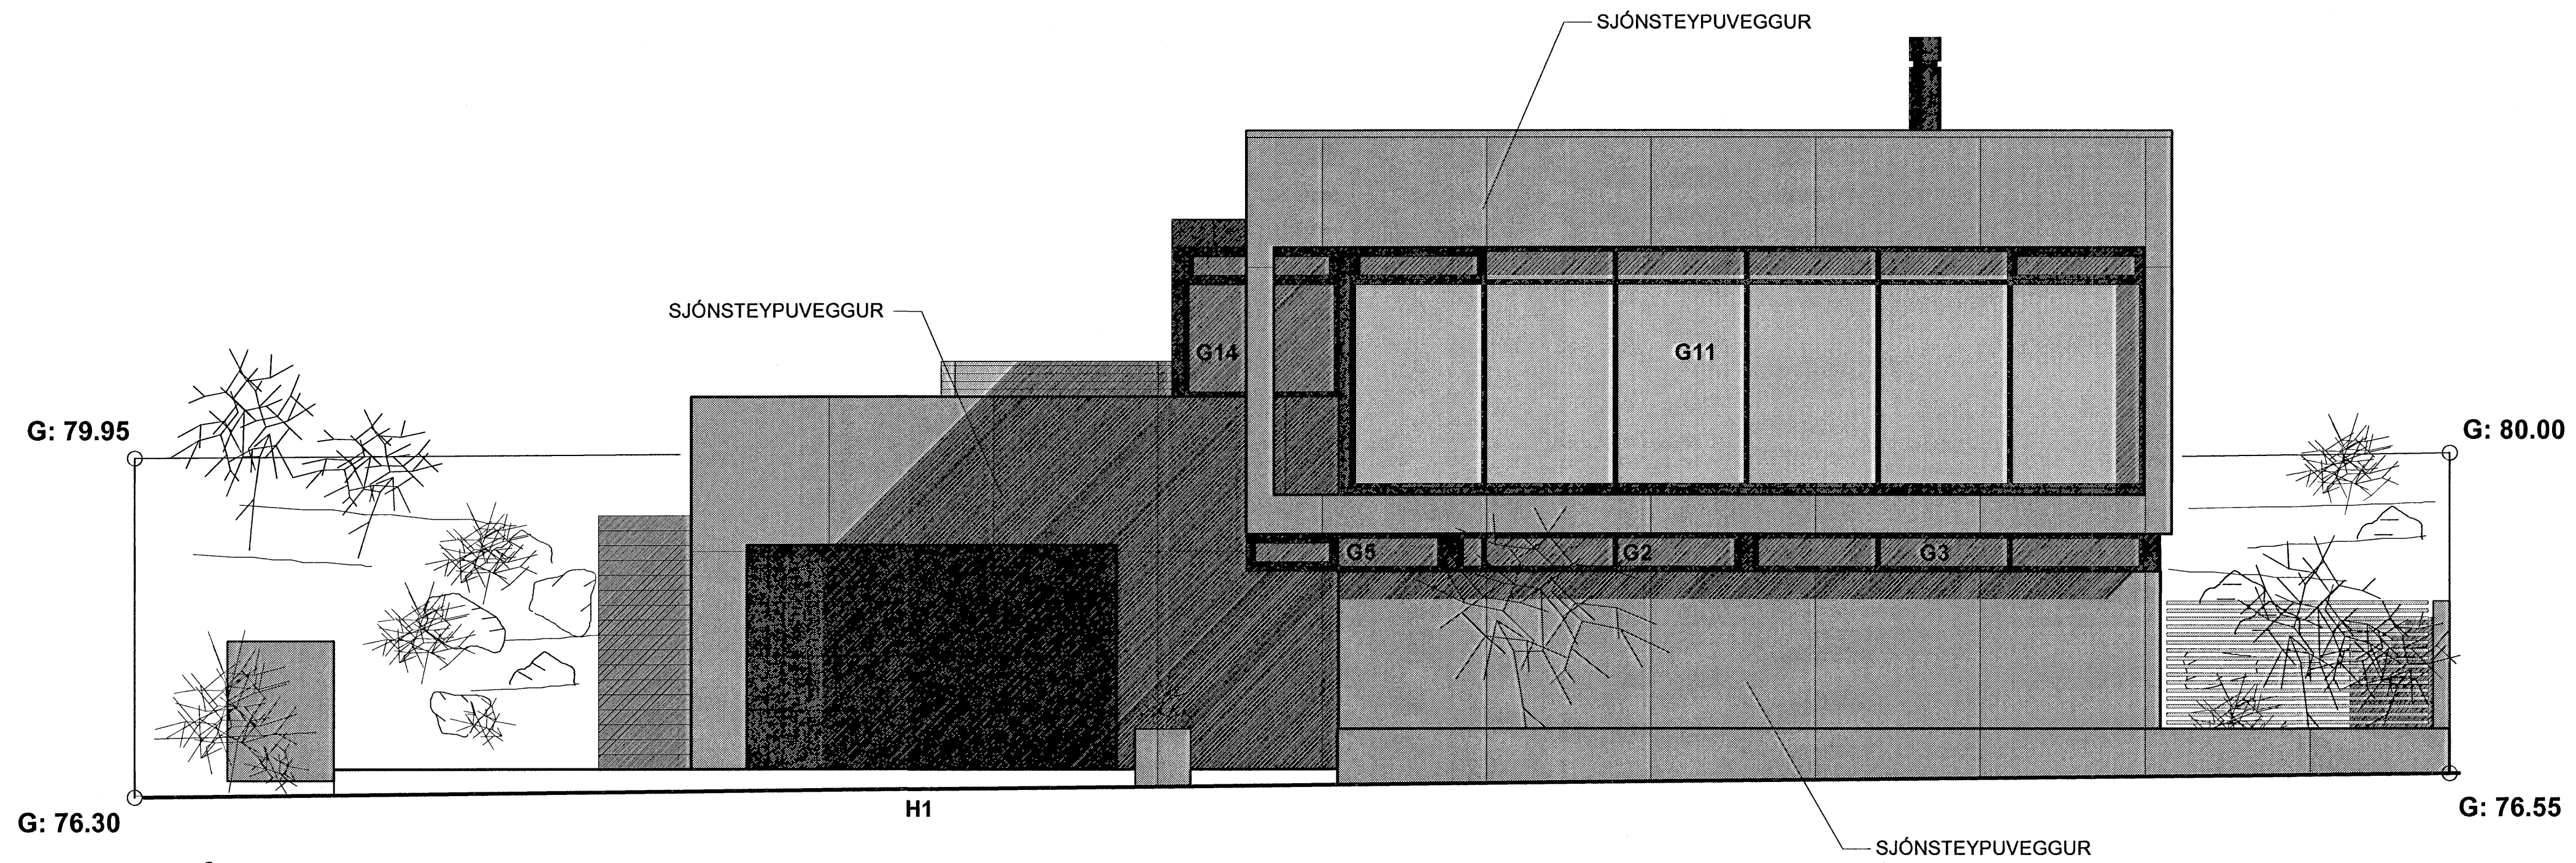 SJÓNSTEYPUVEGGUR
SJÓNSTEYPUVEGGUR
G14
G11
G: 79.95
G: 80.00
G5
G2
G3
G: 76.30
H1
G: 76.55
SJÓNSTEYPUVEGGUR